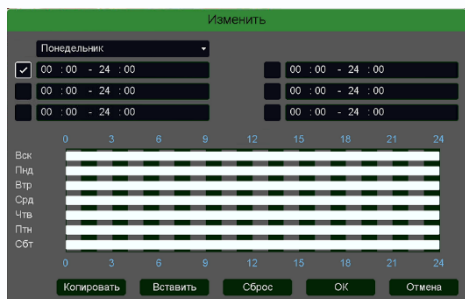 Изменить
Понедельник
00 :00 - 24 :00 00 :00 - 24 :00
00 :00 - 24 :00 00 :00 - 24 :00
00 :00 - 24 :00 00 :00 - 24 :00
0 3 6 9 12 15 18 21 24
Вск
Пнд
Втр
Срд
Чтв
Птн
Сбт
0 3 6 9 12 15 18 21 24
Копировать Вставить Сброс ОК Отмена